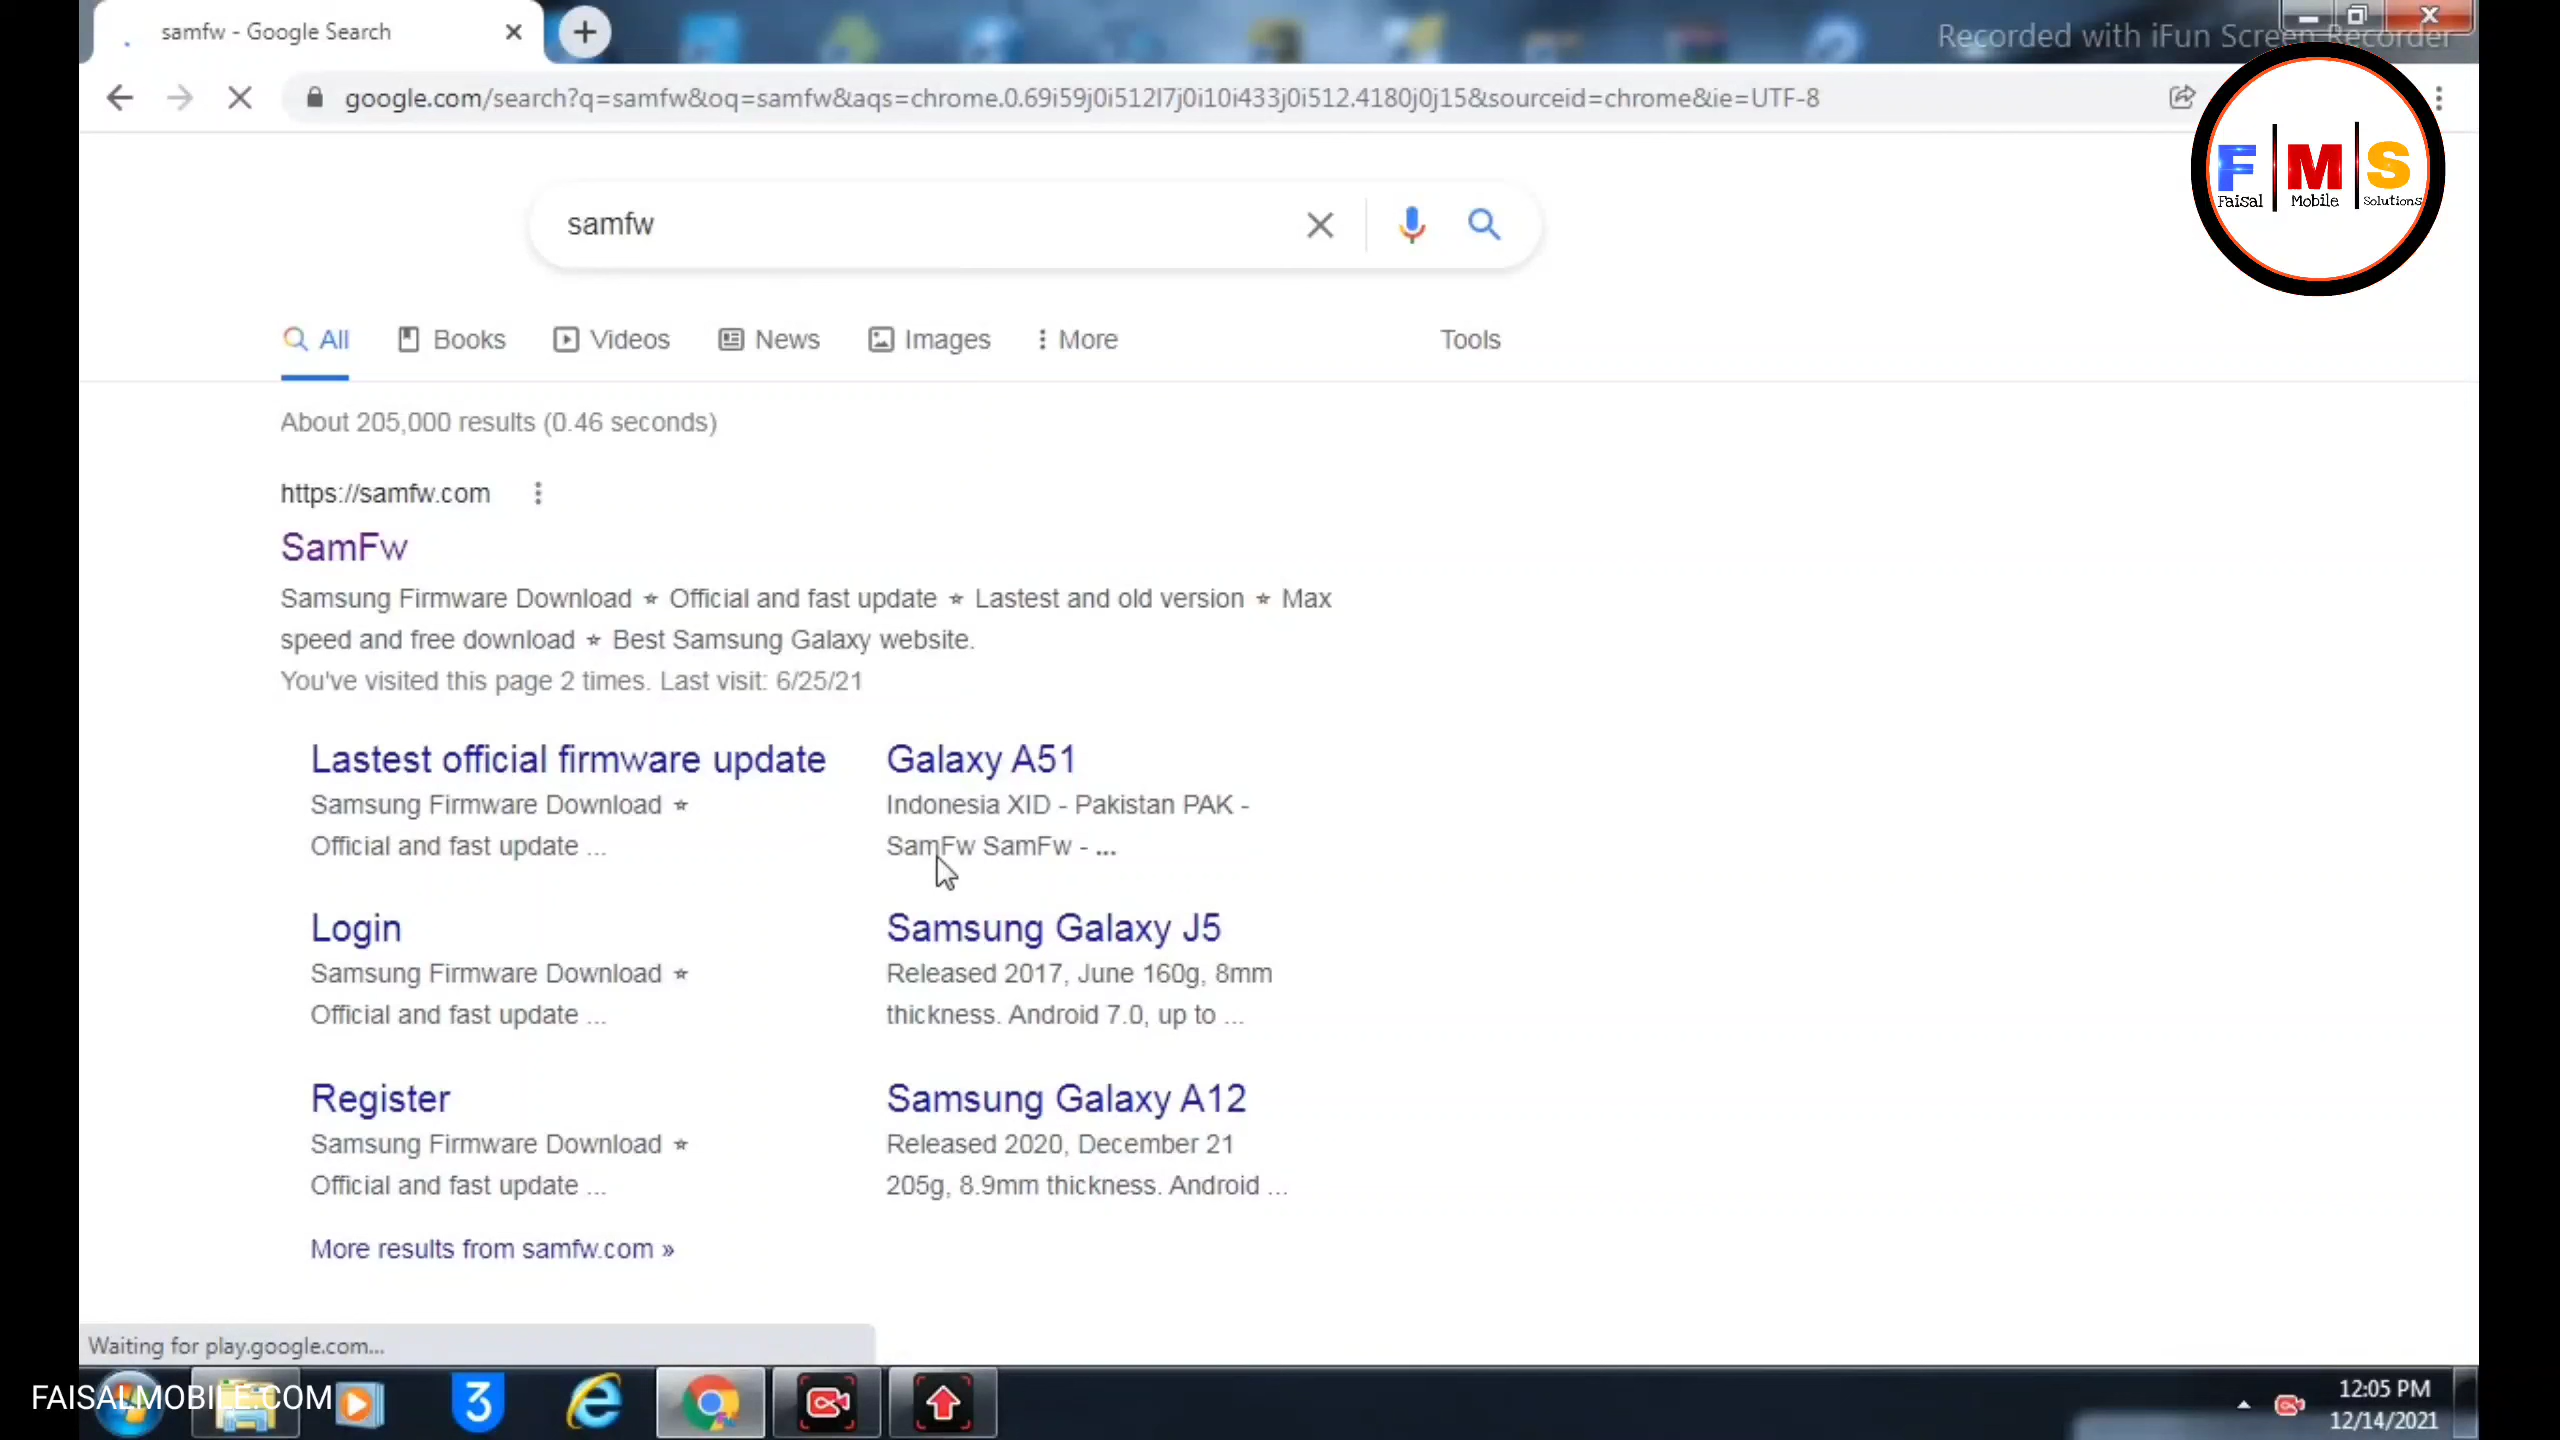 samfw - Google Search
Recorded with iFun Screen Recorder
google.com/search?q=samfw&oq=samfw&aqs=chrome.0.69i59j0i512l7j0i10i433j0i512.4180j0j15&sourceid=chrome&ie=UTF-8
F M S
Faisal Mobile Solutions
samfw
All Books Videos News Images More Tools
About 205,000 results (0.46 seconds)
https://samfw.com
SamFw
Samsung Firmware Download ⭐ Official and fast update ⭐ Lastest and old version ⭐ Max
speed and free download ⭐ Best Samsung Galaxy website.
You've visited this page 2 times. Last visit: 6/25/21
Lastest official firmware update
Samsung Firmware Download ⭐
Official and fast update ...
Galaxy A51
Indonesia XID - Pakistan PAK -
SamFw SamFw - ...
Login
Samsung Firmware Download ⭐
Official and fast update ...
Samsung Galaxy J5
Released 2017, June 160g, 8mm
thickness. Android 7.0, up to ...
Register
Samsung Firmware Download ⭐
Official and fast update ...
Samsung Galaxy A12
Released 2020, December 21
205g, 8.9mm thickness. Android ...
More results from samfw.com »
Waiting for play.google.com...
FAISALMOBILE.COM
3
12:05 PM
12/14/2021